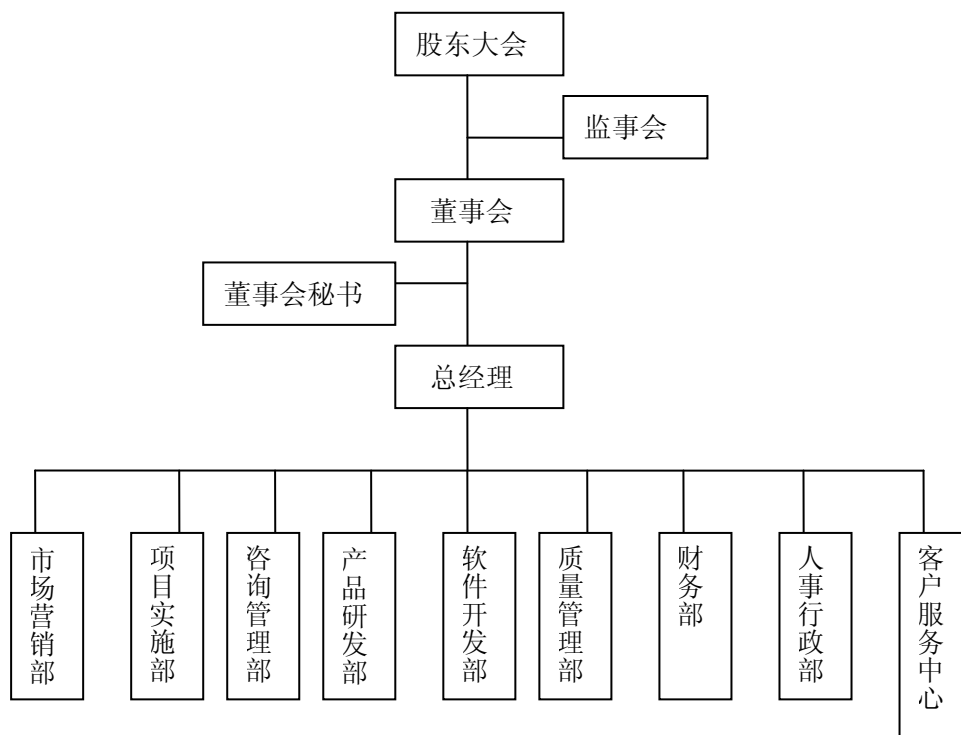 股东大会
监事会
董事会
董事会秘书
总经理
市场营销部
项目实施部
咨询管理部
产品研发部
软件开发部
质量管理部
财务部
人事行政部
客户服务中心